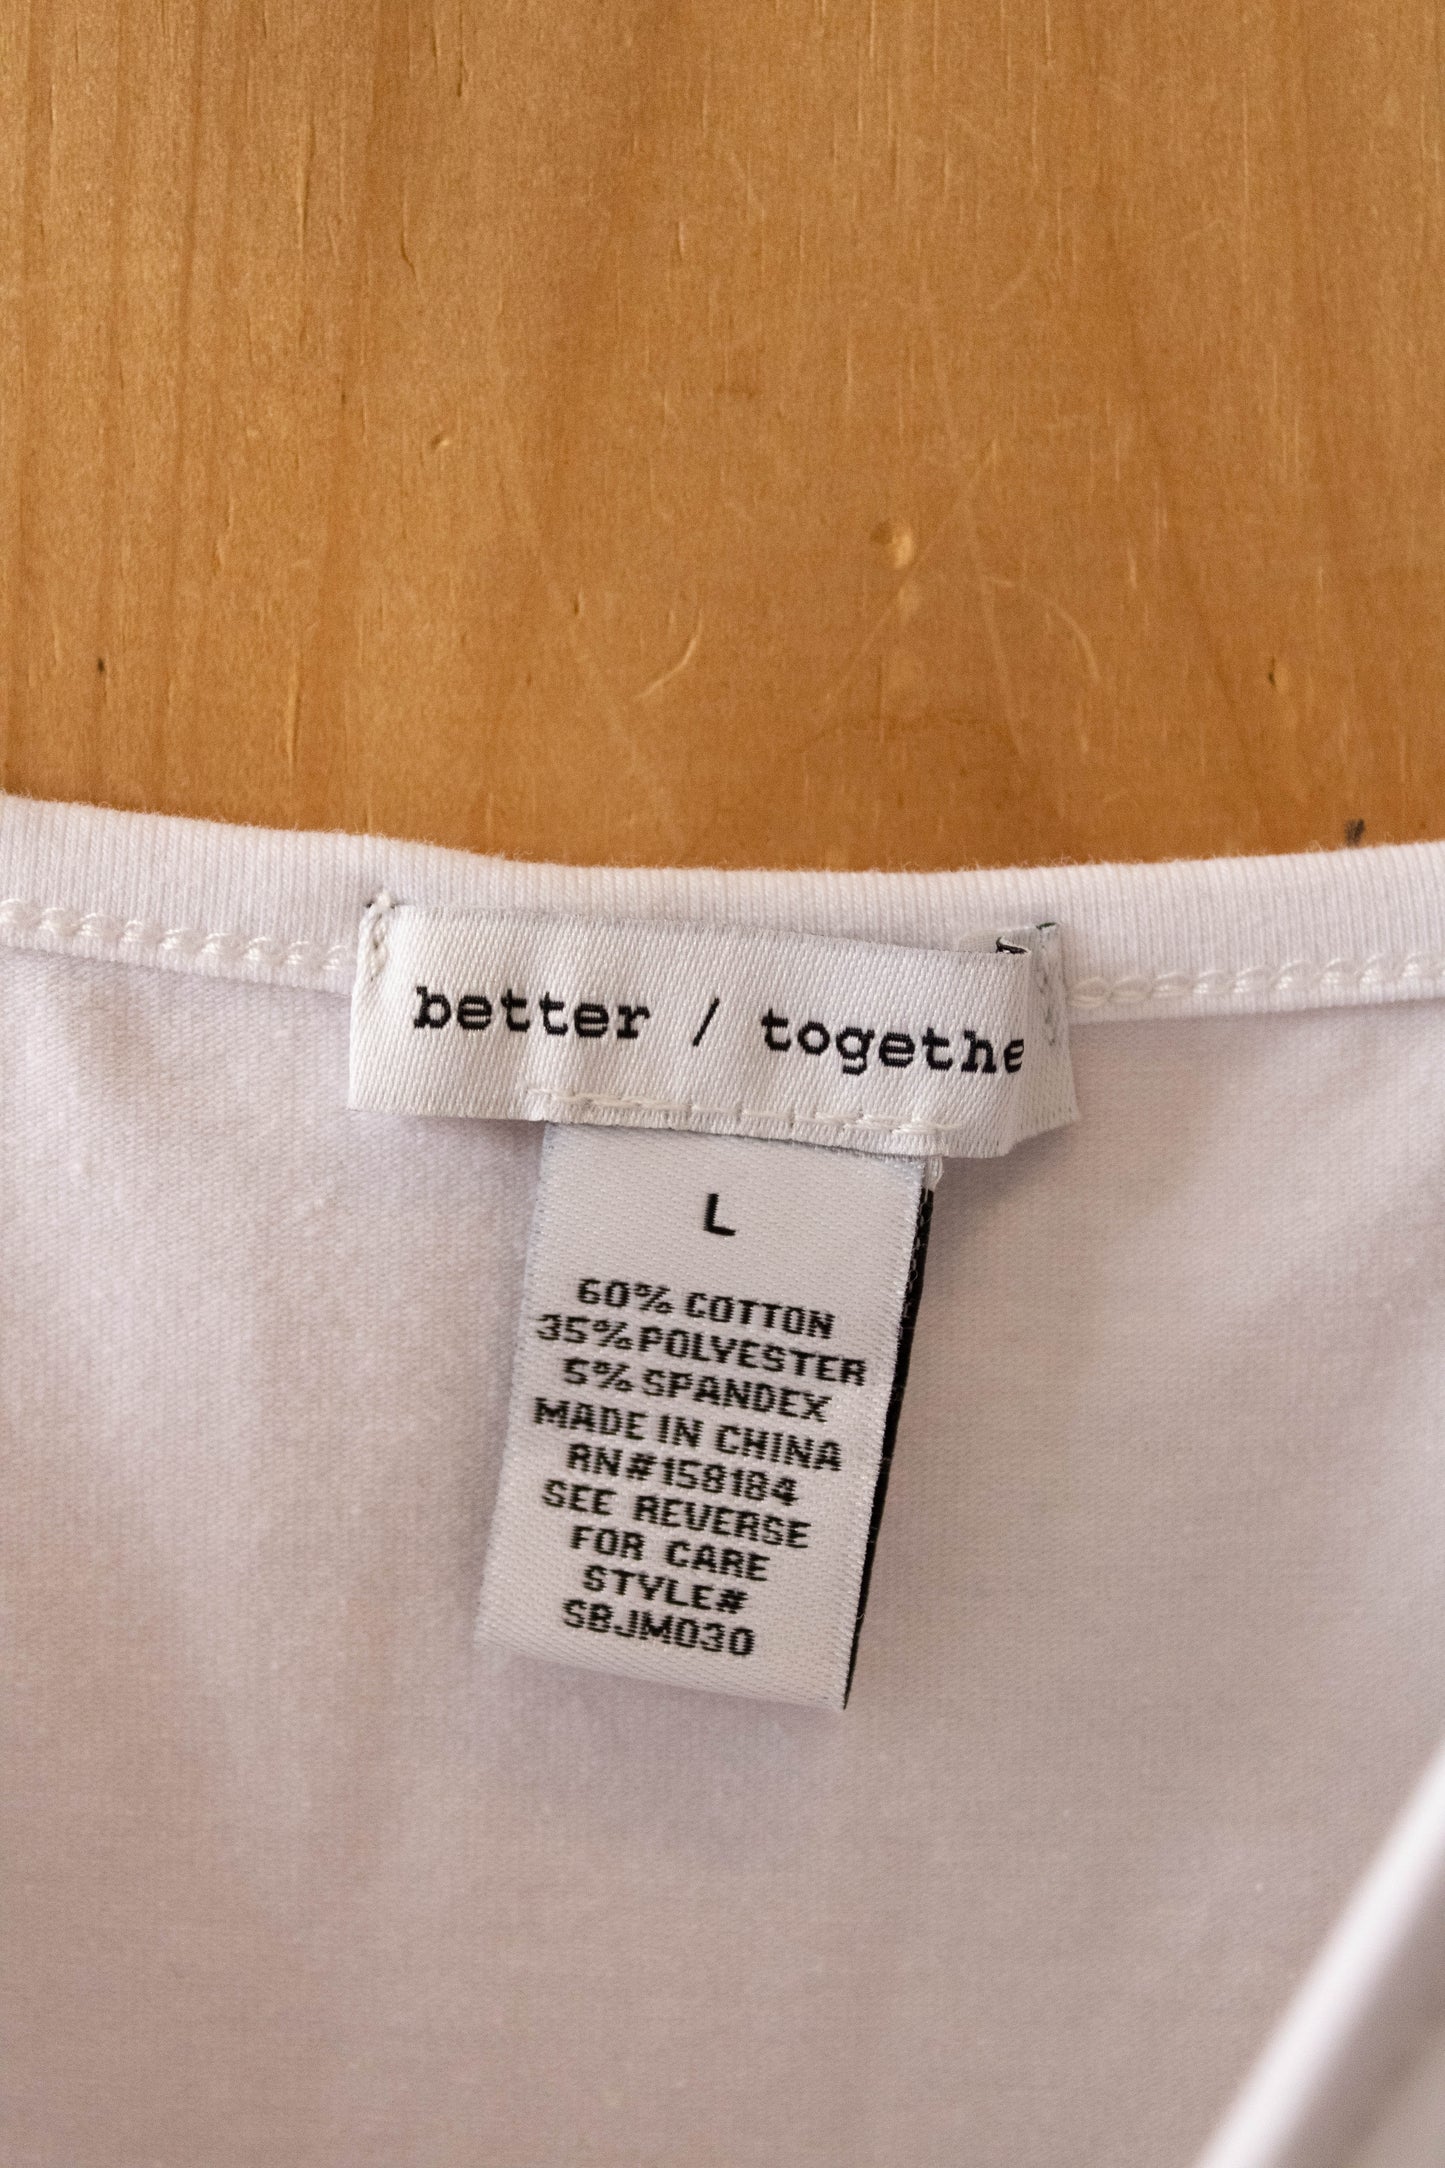 better / togethe
L
60% COTTON
35% POLYESTER
5% SPANDEX
MADE IN CHINA
RN#158184
SEE REVERSE
FOR CARE
STYLE#
SBJM030